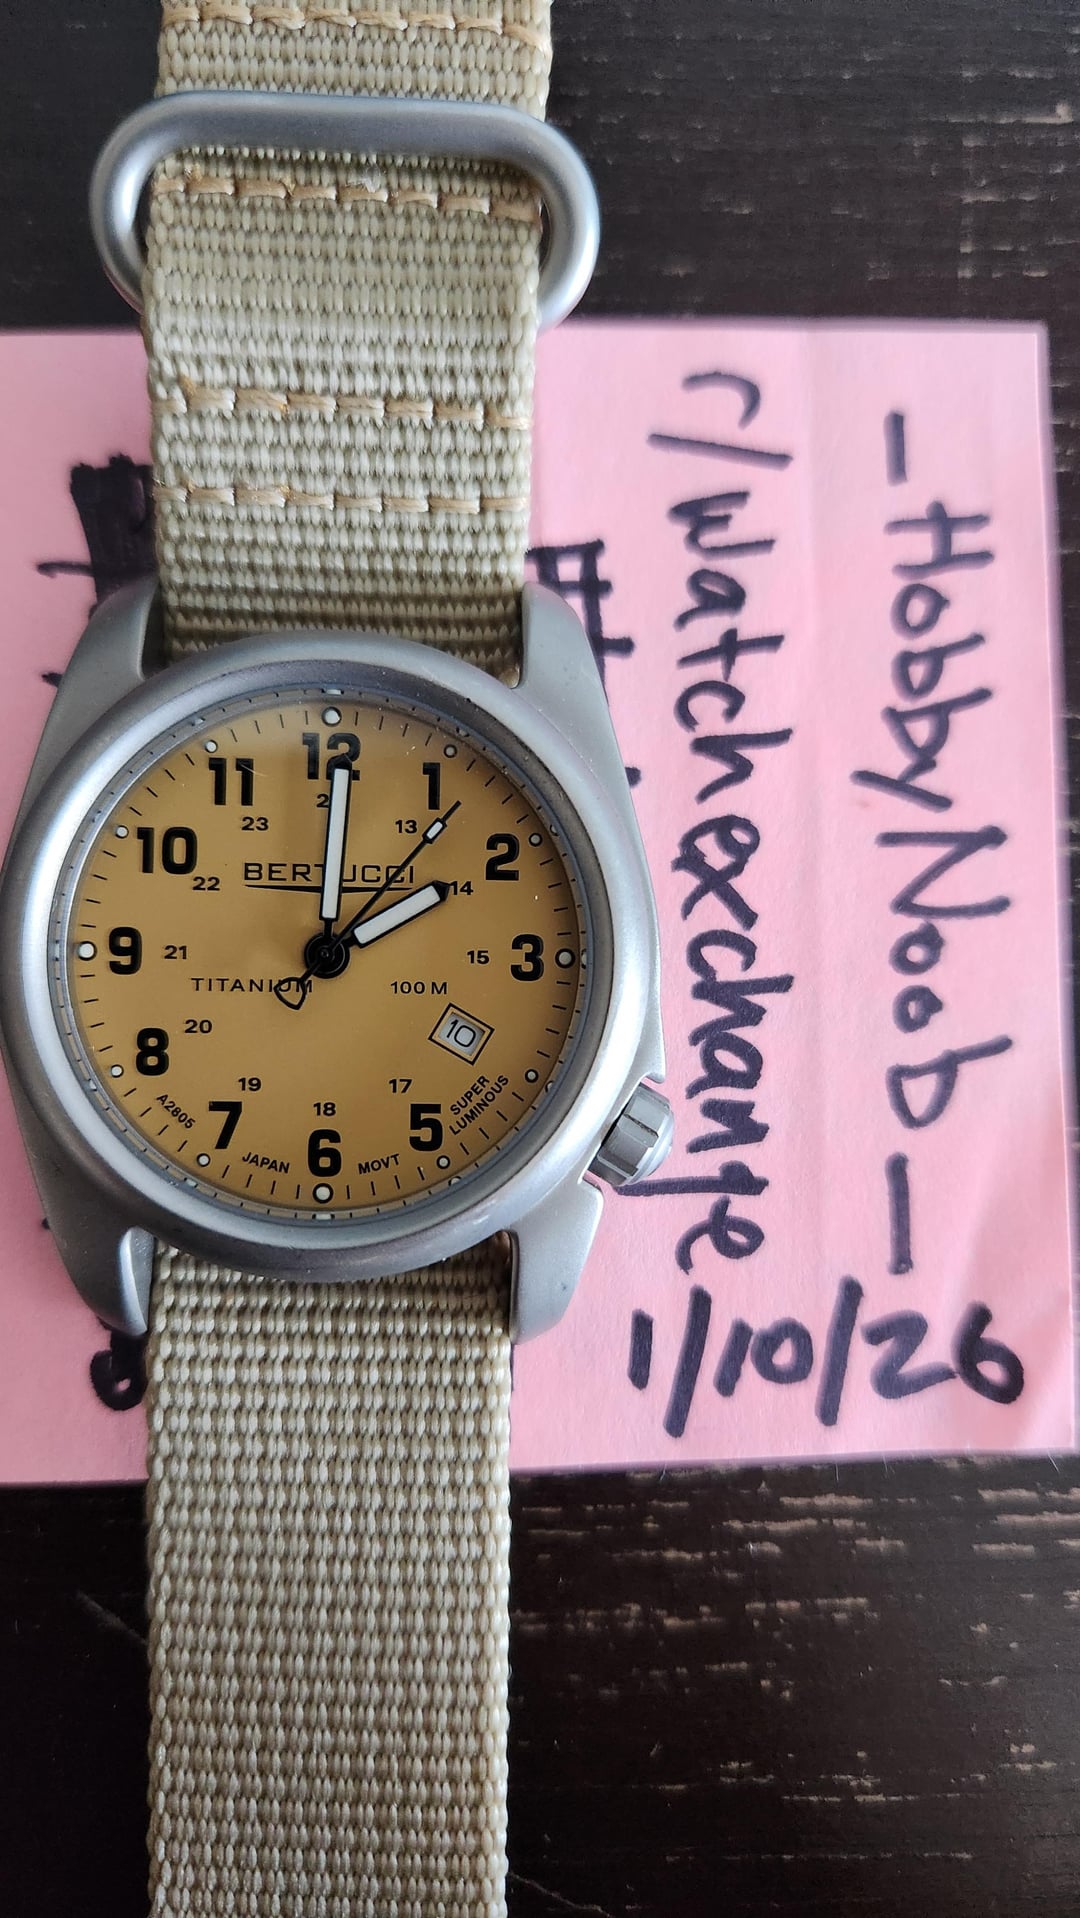 12
11
1
24
23
13
10
2
BERTUCCI
22
14
9
21
15
3
TITANIUM
100 M
20
10
8
19
17
SUPER
LUMINOUS
A2805
18
7
5
JAPAN
6
MOVT
-HobbyNoob-
r/watchexchange
1/10/26